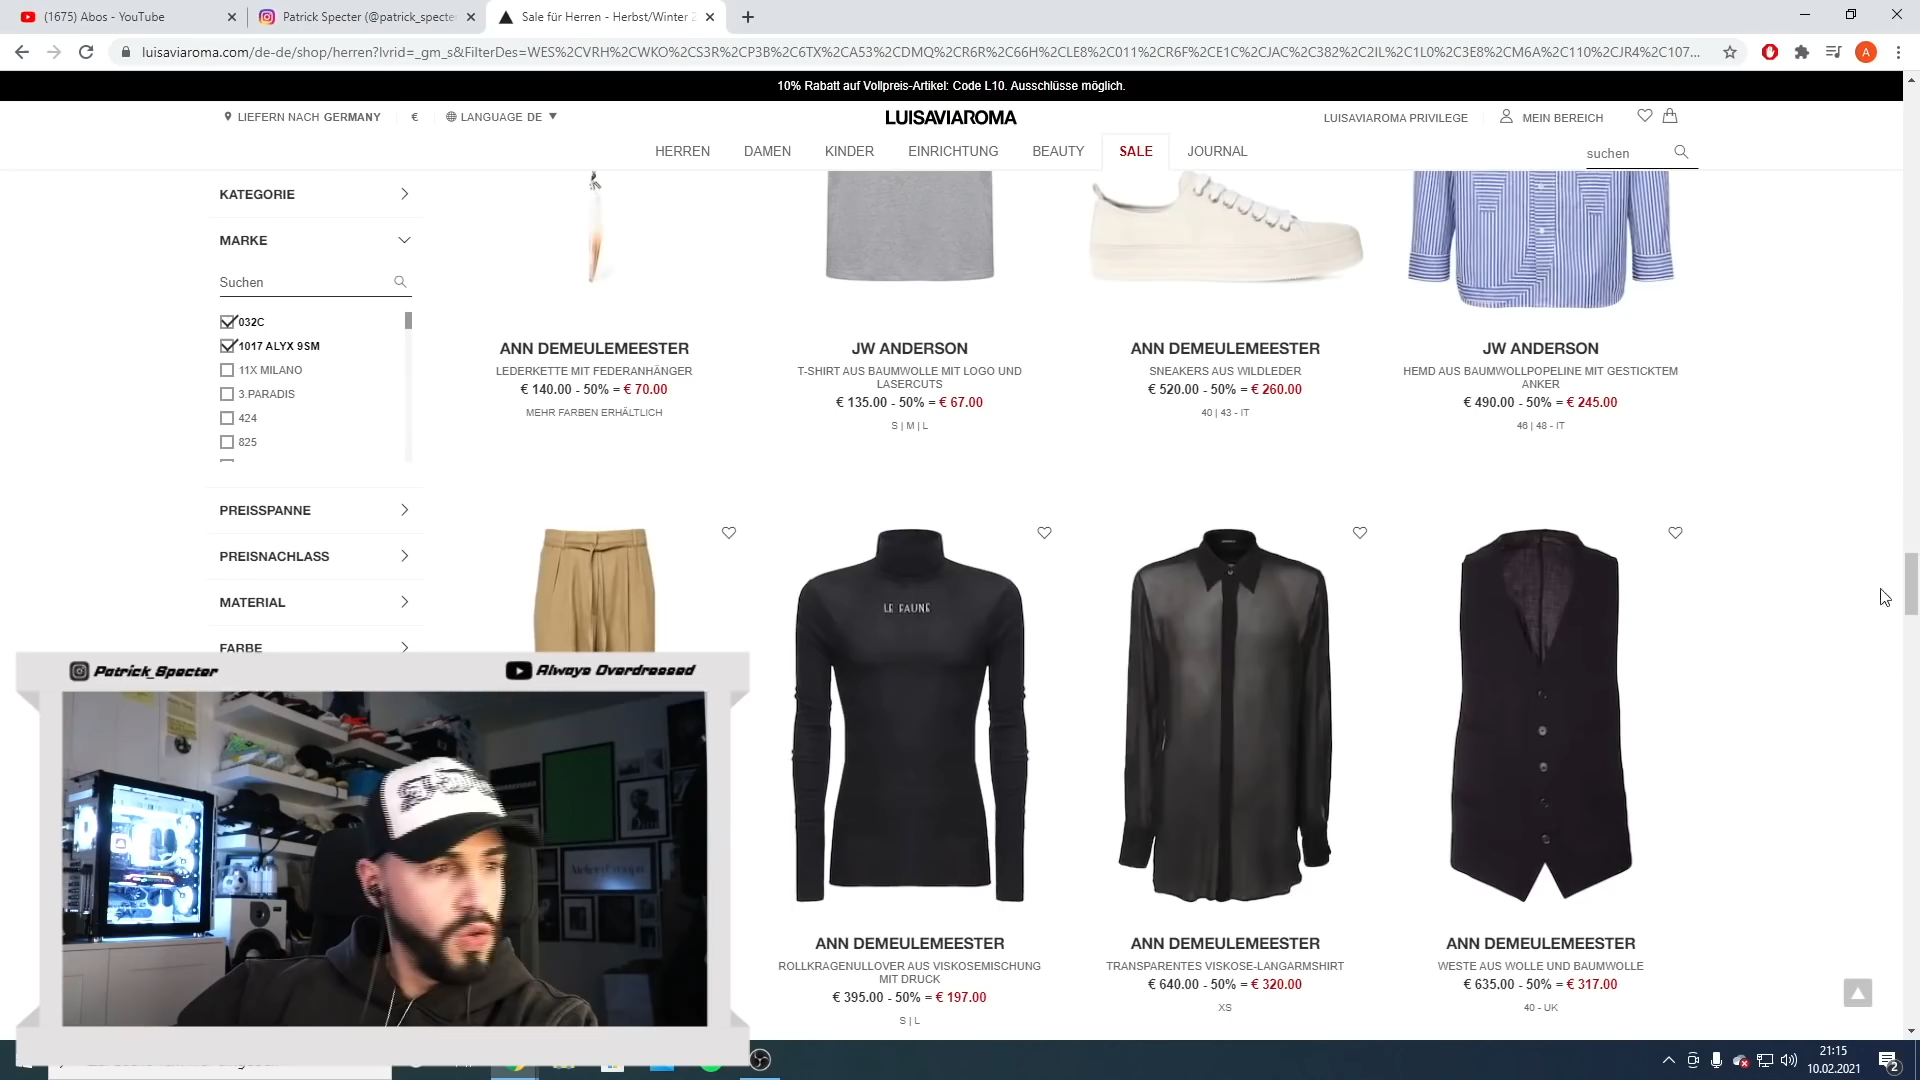 (1675) Abos - YouTube
Patrick Specter (@patrick_specter
Sale für Herren - Herbst/Winter 2
luisaviaroma.com/de-de/shop/herren?lvrid=_gm_s&FilterDes=WES%2CVRH%2CWKO%2CS3R%2CP3B%2C6TX%2CA53%2CDMQ%2CR6R%2C66H%2CLE8%2C011%2CR6F%2CE1C%2CJAC%2C382%2C2IL%2C1L0%2C3E8%2CM6A%2C110%2CJR4%2C107...
A
10% Rabatt auf Vollpreis-Artikel: Code L10. Ausschlüsse möglich.
LIEFERN NACH GERMANY
€
LANGUAGE DE
LUISAVIAROMA
LUISAVIAROMA PRIVILEGE
MEIN BEREICH
HERREN
DAMEN
KINDER
EINRICHTUNG
BEAUTY
SALE
JOURNAL
suchen
KATEGORIE
MARKE
Suchen
032C
1017 ALYX 9SM
11X MILANO
3.PARADIS
424
825
PREISSPANNE
PREISNACHLASS
MATERIAL
FARBE
ANN DEMEULEMEESTER
LEDERKETTE MIT FEDERANHÄNGER
€ 140.00 - 50% = € 70.00
MEHR FARBEN ERHÄLTLICH
JW ANDERSON
T-SHIRT AUS BAUMWOLLE MIT LOGO UND
LASERCUTS
€ 135.00 - 50% = € 67.00
S | M | L
ANN DEMEULEMEESTER
SNEAKERS AUS WILDLEDER
€ 520.00 - 50% = € 260.00
40 | 43 - IT
JW ANDERSON
HEMD AUS BAUMWOLLPOPELINE MIT GESTICKTEM
ANKER
€ 490.00 - 50% = € 245.00
46 | 48 - IT
LE FAUNE
ANN DEMEULEMEESTER
ROLLKRAGENULLOVER AUS VISKOSEMISCHUNG
MIT DRUCK
€ 395.00 - 50% = € 197.00
S | L
ANN DEMEULEMEESTER
TRANSPARENTES VISKOSE-LANGARMSHIRT
€ 640.00 - 50% = € 320.00
XS
ANN DEMEULEMEESTER
WESTE AUS WOLLE UND BAUMWOLLE
€ 635.00 - 50% = € 317.00
40 - UK
Patrick_Specter
Always Overdressed
21:15
10.02.2021
2